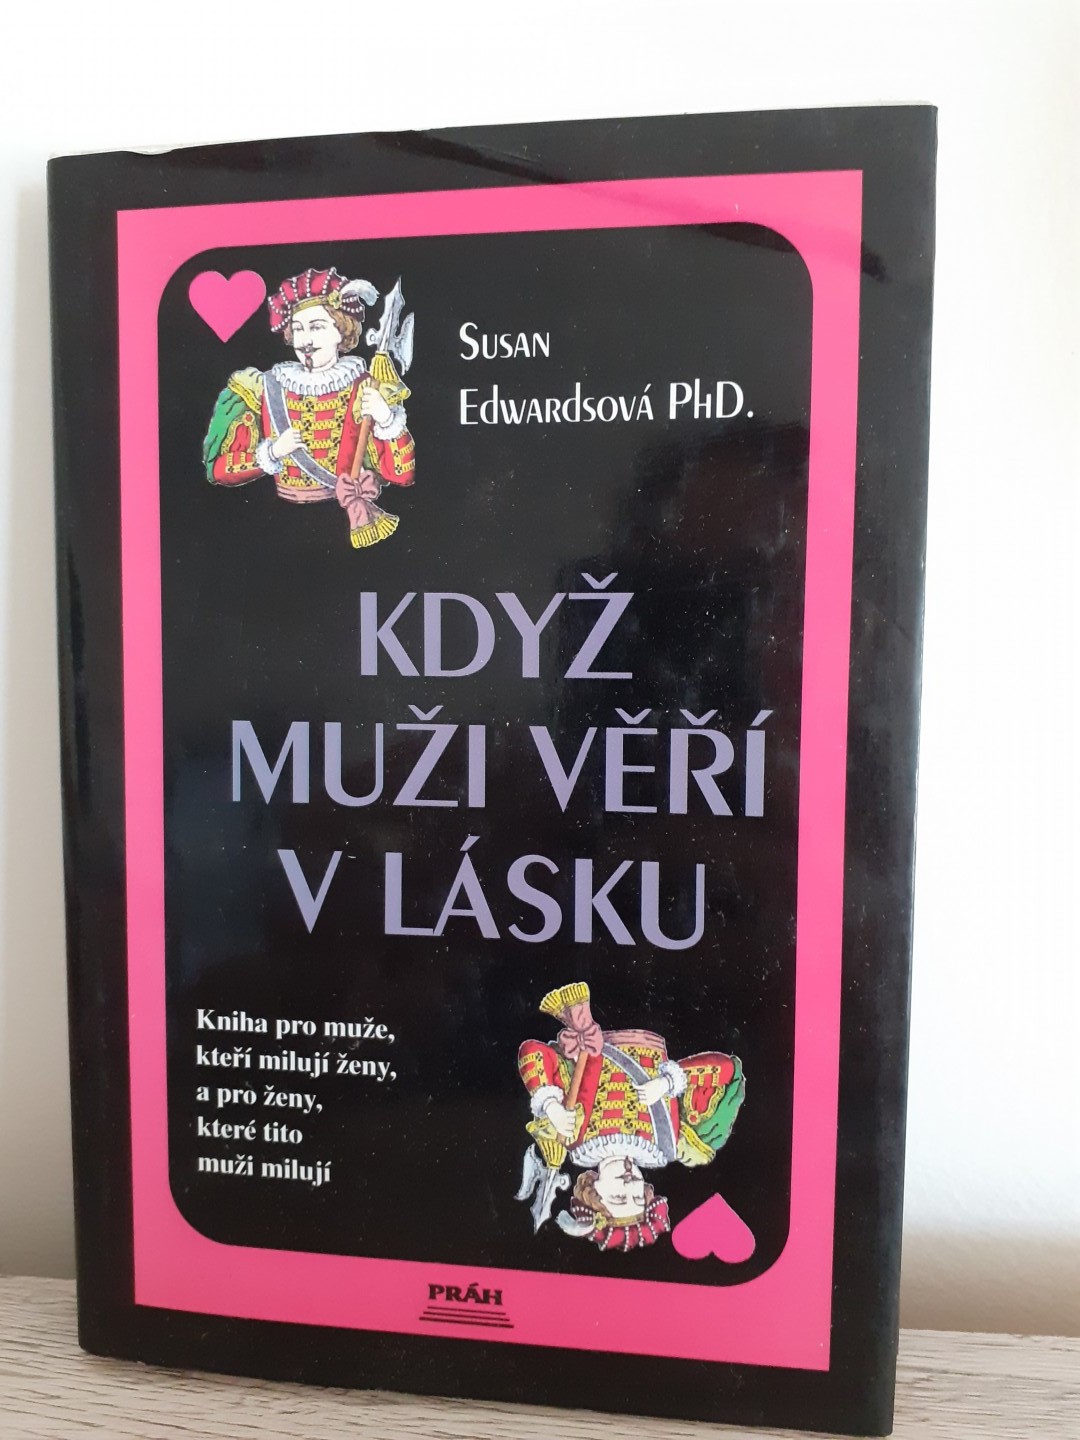 Susan
Edwardsová PhD.
KDYŽ
MUŽI VĚŘÍ
V LÁSKU
Kniha pro muže,
kteří milují ženy,
a pro ženy,
které tito
muži milují
PRÁH